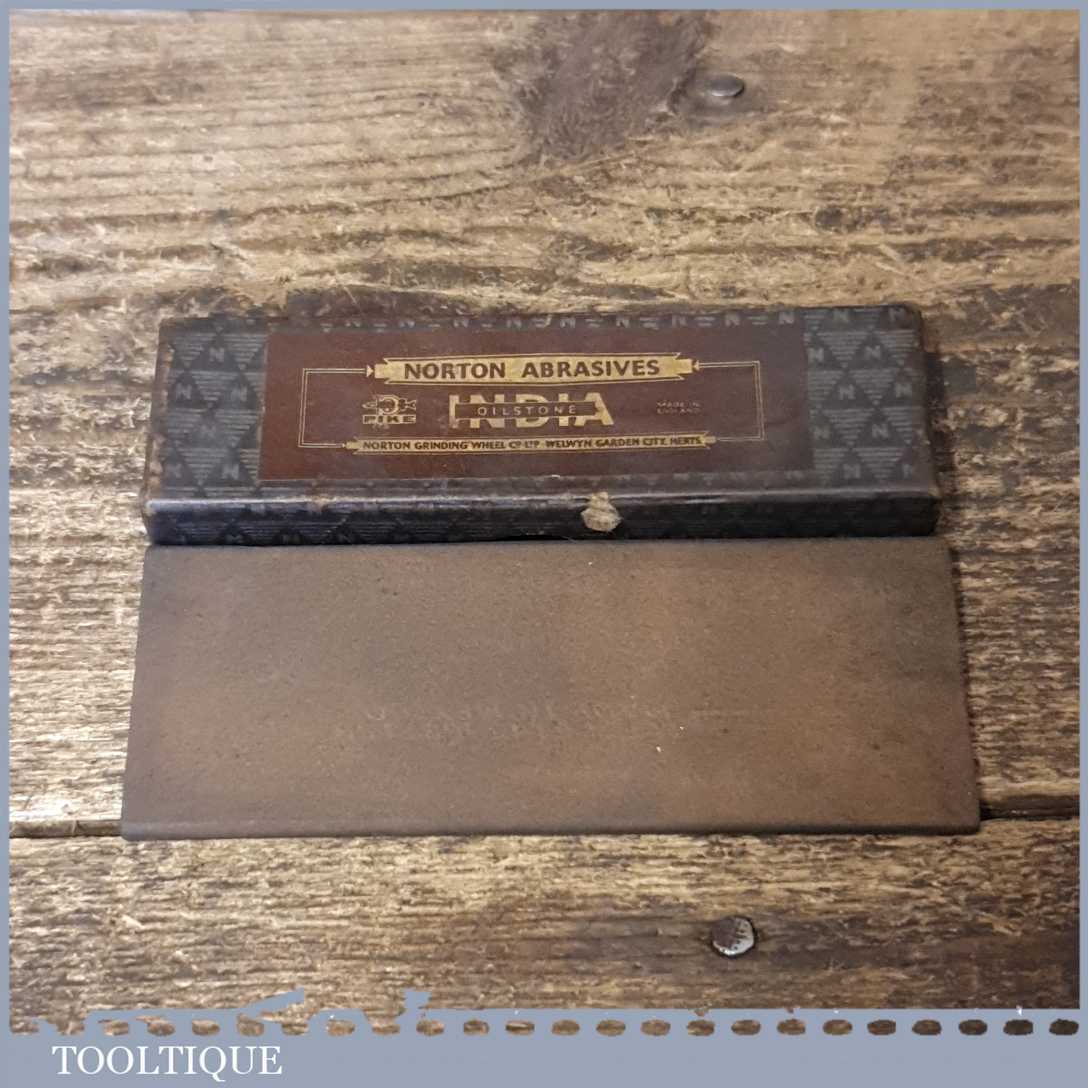 NORTON ABRASIVES
PIKE
INDIA
OILSTONE
MADE IN
ENGLAND
NORTON GRINDING WHEEL CO LTD WELWYN GARDEN CITY, HERTS.
TOOLTIQUE